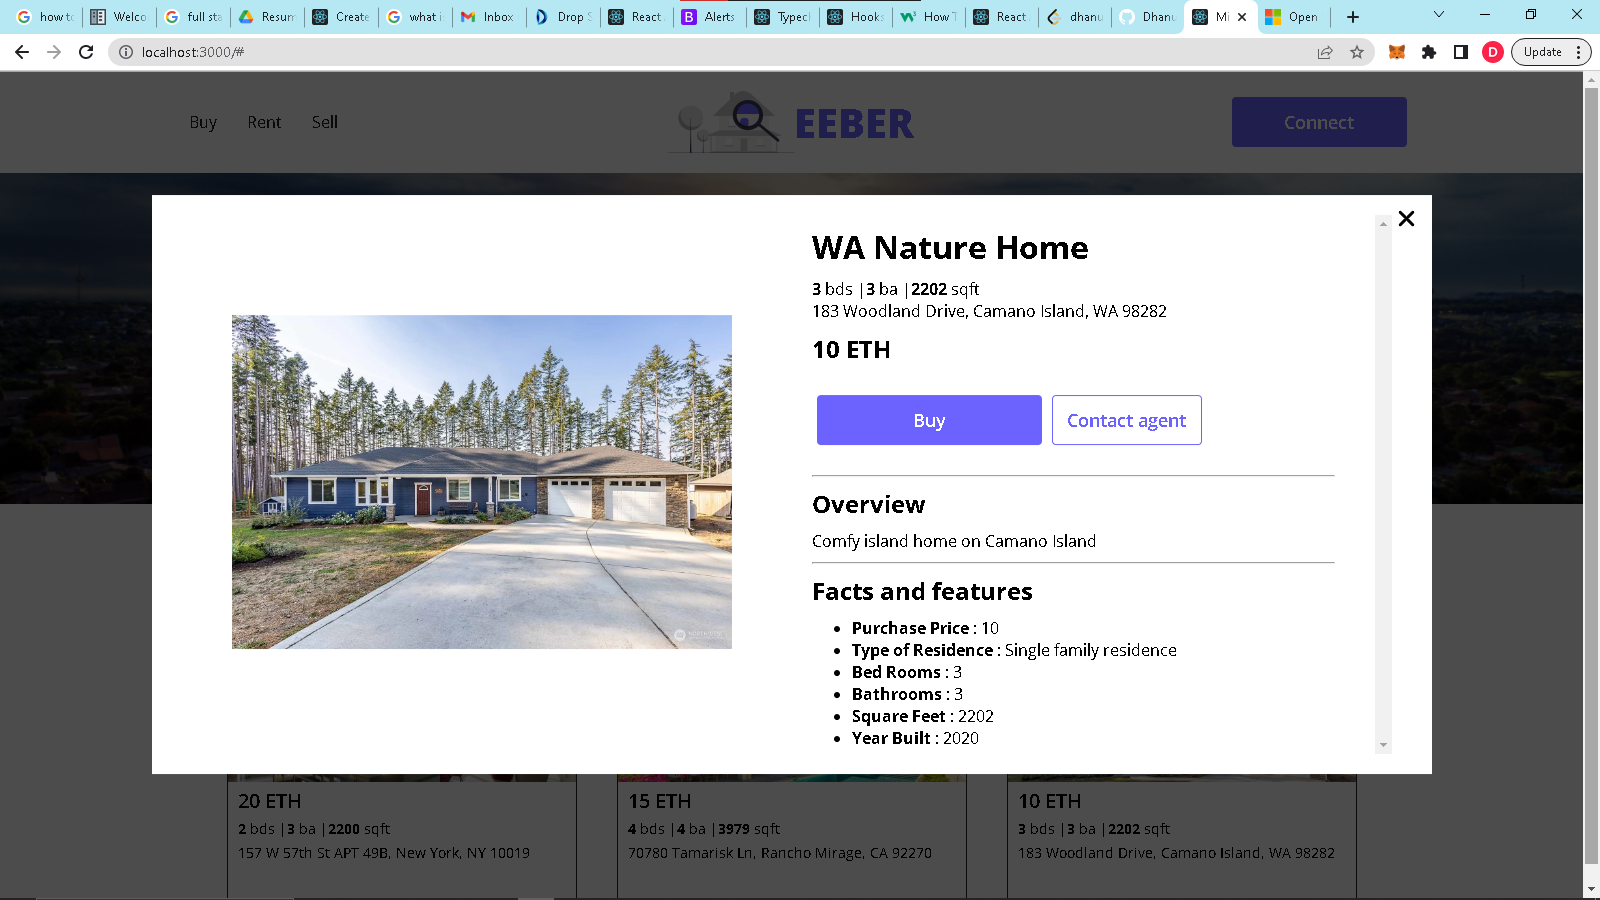 how to
Welco
full sta
Resum
Create
what i
Inbox
Drop S
React
Alerts
Typec
Hook
How T
React
dhanu
Dhanu
Mi
Open
localhost:3000/#
Update
Buy Rent Sell
EEBER
Connect
WA Nature Home
3 bds |3 ba |2202 sqft
183 Woodland Drive, Camano Island, WA 98282
10 ETH
Buy
Contact agent
Overview
Comfy island home on Camano Island
Facts and features
• Purchase Price : 10
• Type of Residence : Single family residence
• Bed Rooms : 3
• Bathrooms : 3
• Square Feet : 2202
• Year Built : 2020
20 ETH
2 bds |3 ba |2200 sqft
157 W 57th St APT 49B, New York, NY 10019
15 ETH
4 bds |4 ba |3979 sqft
70780 Tamarisk Ln, Rancho Mirage, CA 92270
10 ETH
3 bds |3 ba |2202 sqft
183 Woodland Drive, Camano Island, WA 98282